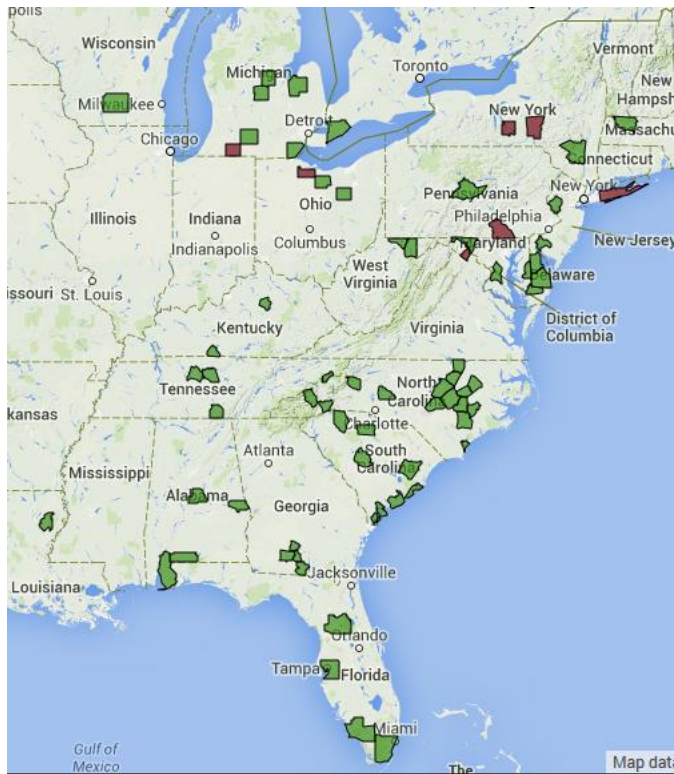 polis
Wisconsin
Toronto
Vermont
Michigan
New
Hampsh
Milwaukee
New York
Detroit
Massachu
Chicago
Connecticut
Pennsylvania
New York
Ohio
Illinois
Indiana
Philadelphia
Indianapolis
Columbus
Maryland
New Jersey
West
Virginia
Delaware
issouri
St. Louis
District of
Columbia
Kentucky
Virginia
Tennessee
North
Carolina
kansas
Charlotte
Atlanta
South
Carolina
Mississippi
Alabama
Georgia
Louisiana
Jacksonville
Orlando
Tampa
Florida
Miami
Gulf of
Mexico
The
Map data